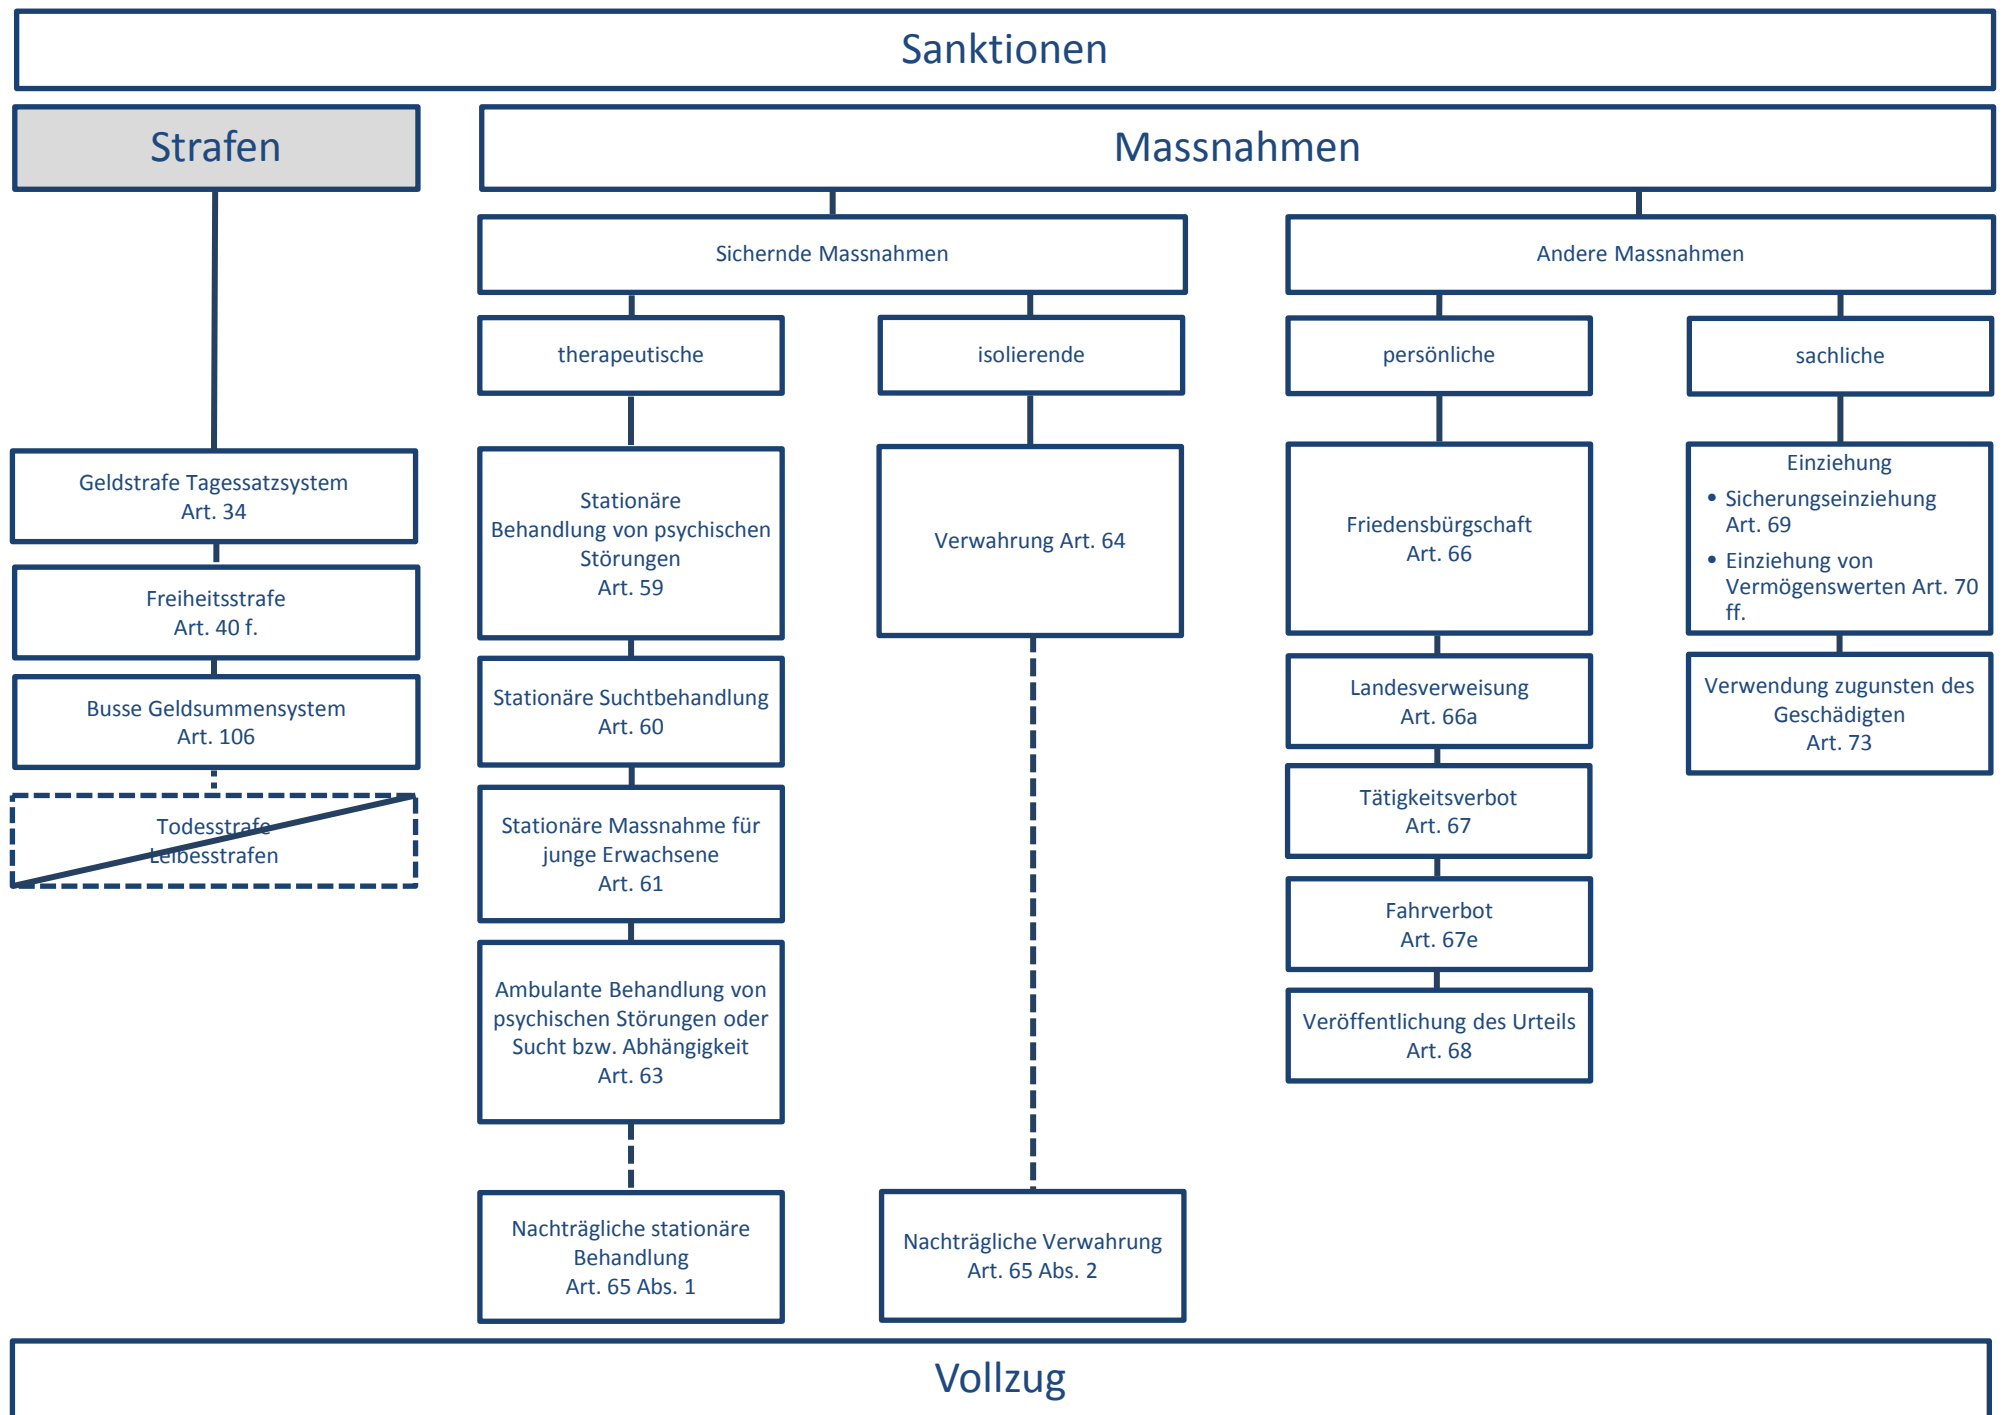 Sanktionen
Strafen
Massnahmen
Sichernde Massnahmen
Andere Massnahmen
therapeutische
isolierende
persönliche
sachliche
Geldstrafe Tagessatzsystem
Art. 34
Freiheitsstrafe
Art. 40 f.
Busse Geldsummensystem
Art. 106
Todesstrafe
Leibesstrafen
Stationäre
Behandlung von psychischen
Störungen
Art. 59
Stationäre Suchtbehandlung
Art. 60
Stationäre Massnahme für
junge Erwachsene
Art. 61
Ambulante Behandlung von
psychischen Störungen oder
Sucht bzw. Abhängigkeit
Art. 63
Nachträgliche stationäre
Behandlung
Art. 65 Abs. 1
Verwahrung Art. 64
Nachträgliche Verwahrung
Art. 65 Abs. 2
Friedensbürgschaft
Art. 66
Landesverweisung
Art. 66a
Tätigkeitsverbot
Art. 67
Fahrverbot
Art. 67e
Veröffentlichung des Urteils
Art. 68
Einziehung
• Sicherungseinziehung
Art. 69
• Einziehung von
Vermögenswerten Art. 70
ff.
Verwendung zugunsten des
Geschädigten
Art. 73
Vollzug